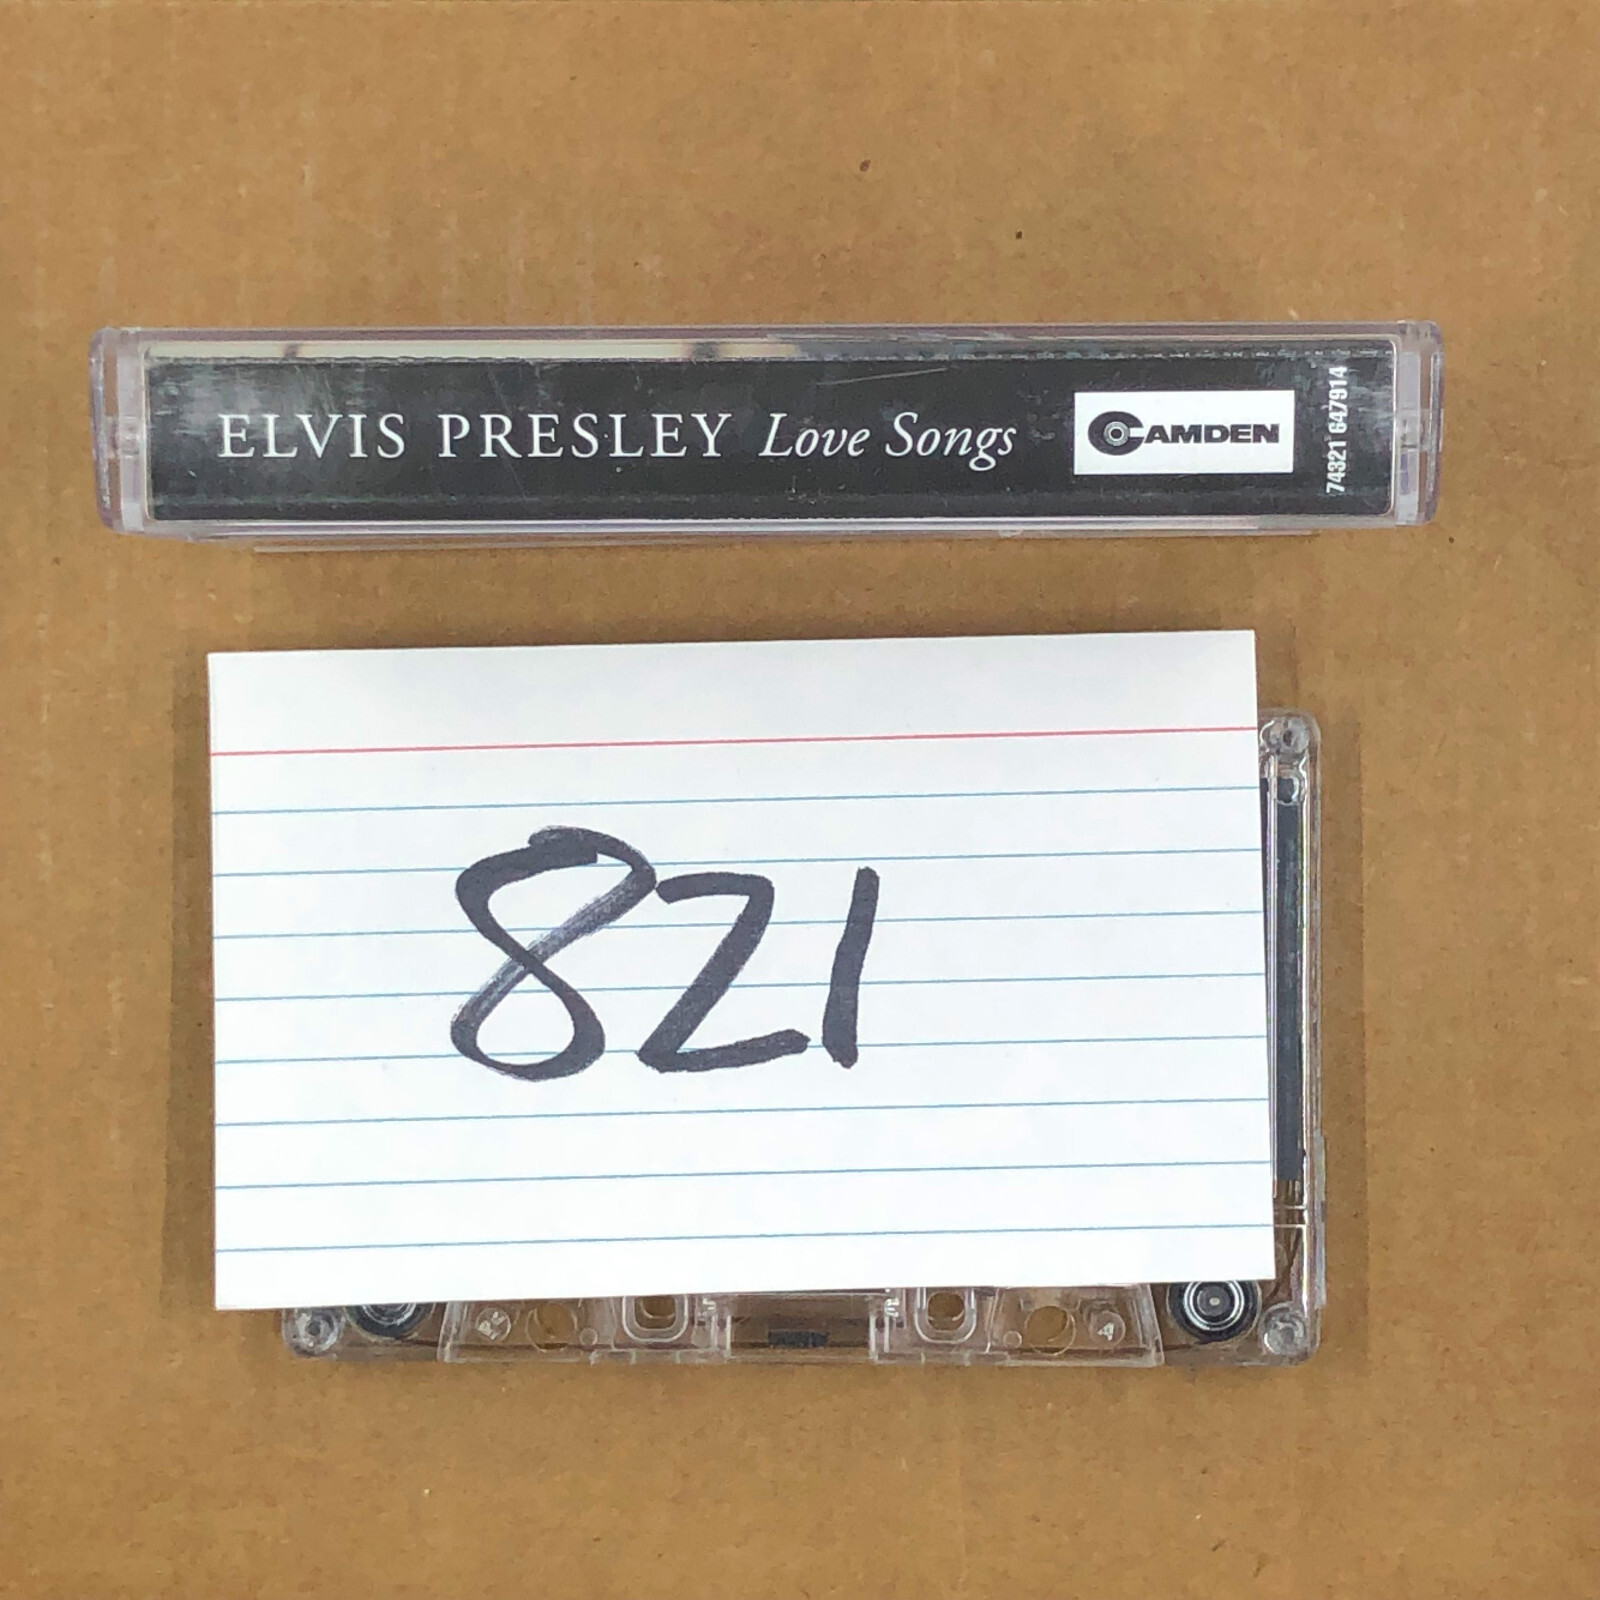 ELVIS PRESLEY Love Songs
CAMDEN
74321 647914
821